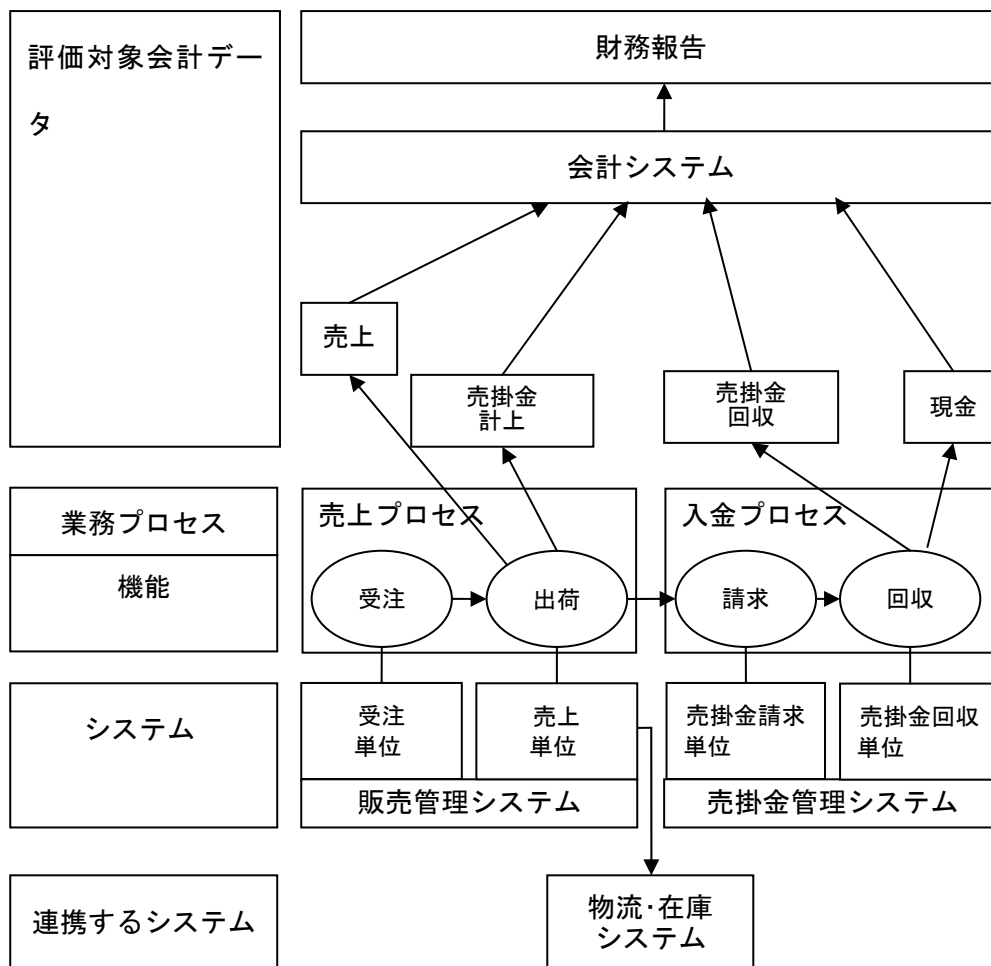 評価対象会計デー
タ
財務報告
会計システム
売上
売掛金
計上
売掛金
回収
現金
業務プロセス
機能
売上プロセス
入金プロセス
受注
出荷
請求
回収
システム
受注
単位
売上
単位
売掛金請求
単位
売掛金回収
単位
販売管理システム
売掛金管理システム
連携するシステム
物流・在庫
システム